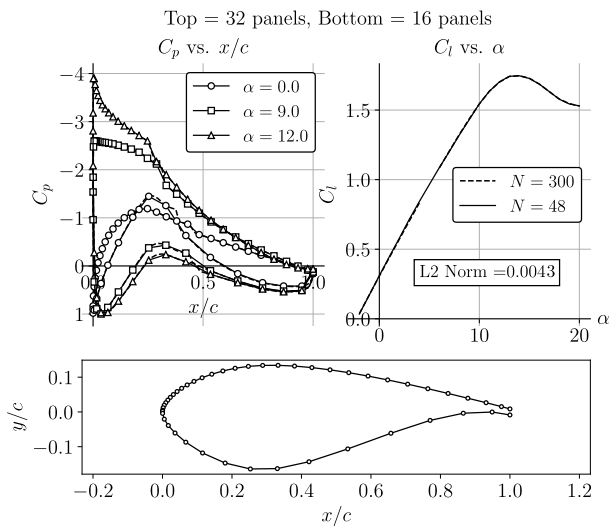 Top = 32 panels, Bottom = 16 panels
C_p vs. x/c
C_l vs. α
−4
−3
−2
−1
0
1
C_p
α = 0.0
α = 9.0
α = 12.0
0.5
x/c
1.5
1.0
0.5
0.0
C_l
N = 300
N = 48
L2 Norm =0.0043
0
10
20
α
0.1
0.0
−0.1
y/c
−0.2
0.0
0.2
0.4
0.6
0.8
1.0
1.2
x/c